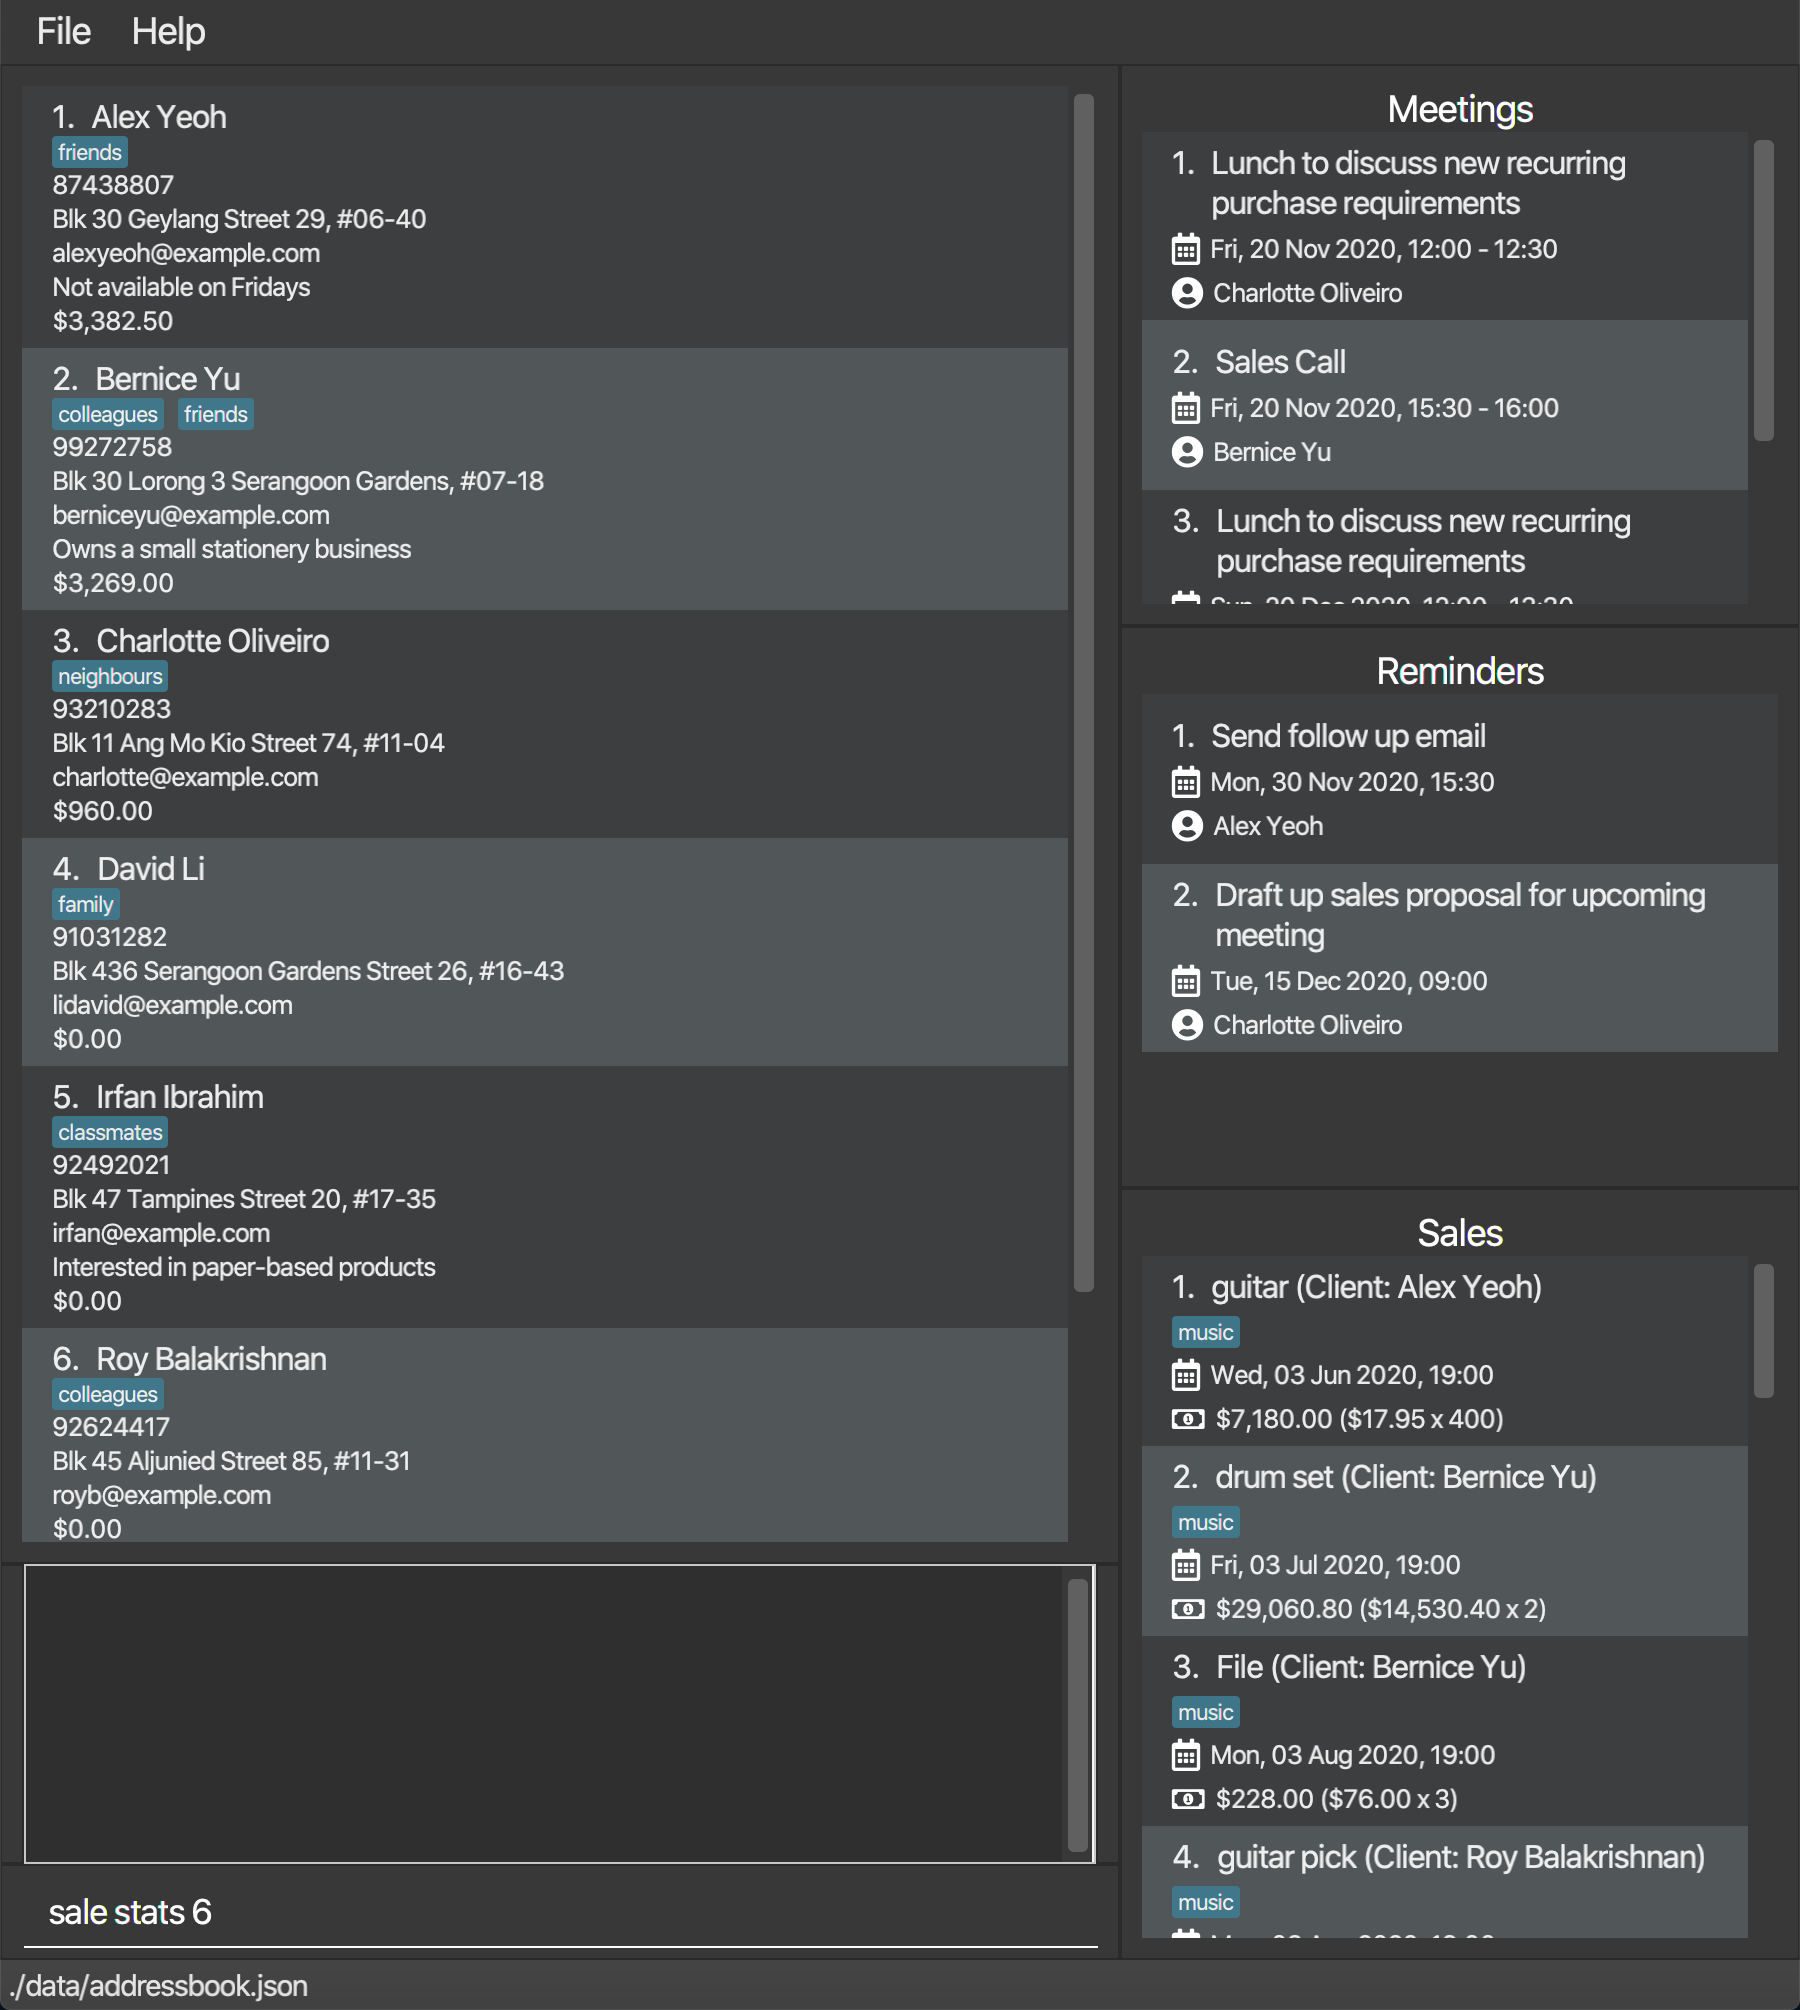 File Help
1. Alex Yeoh
friends
87438807
Blk 30 Geylang Street 29, #06-40
alexyeoh@example.com
Not available on Fridays
$3,382.50
2. Bernice Yu
colleagues friends
99272758
Blk 30 Lorong 3 Serangoon Gardens, #07-18
berniceyu@example.com
Owns a small stationery business
$3,269.00
3. Charlotte Oliveiro
neighbours
93210283
Blk 11 Ang Mo Kio Street 74, #11-04
charlotte@example.com
$960.00
4. David Li
family
91031282
Blk 436 Serangoon Gardens Street 26, #16-43
lidavid@example.com
$0.00
5. Irfan Ibrahim
classmates
92492021
Blk 47 Tampines Street 20, #17-35
irfan@example.com
Interested in paper-based products
$0.00
6. Roy Balakrishnan
colleagues
92624417
Blk 45 Aljunied Street 85, #11-31
royb@example.com
$0.00
sale stats 6
Meetings
1. Lunch to discuss new recurring
purchase requirements
Fri, 20 Nov 2020, 12:00 - 12:30
Charlotte Oliveiro
2. Sales Call
Fri, 20 Nov 2020, 15:30 - 16:00
Bernice Yu
3. Lunch to discuss new recurring
purchase requirements
Reminders
1. Send follow up email
Mon, 30 Nov 2020, 15:30
Alex Yeoh
2. Draft up sales proposal for upcoming
meeting
Tue, 15 Dec 2020, 09:00
Charlotte Oliveiro
Sales
1. guitar (Client: Alex Yeoh)
music
Wed, 03 Jun 2020, 19:00
$7,180.00 ($17.95 x 400)
2. drum set (Client: Bernice Yu)
music
Fri, 03 Jul 2020, 19:00
$29,060.80 ($14,530.40 x 2)
3. File (Client: Bernice Yu)
music
Mon, 03 Aug 2020, 19:00
$228.00 ($76.00 x 3)
4. guitar pick (Client: Roy Balakrishnan)
music
./data/addressbook.json